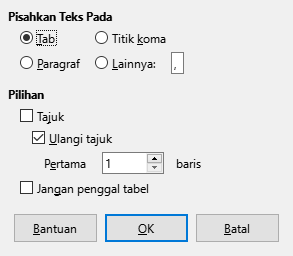 Pisahkan Teks Pada
Tab
Titik koma
Paragraf
Lainnya: ,
Pilihan
Tajuk
Ulangi tajuk
Pertama 1 baris
Jangan penggal tabel
Bantuan OK Batal